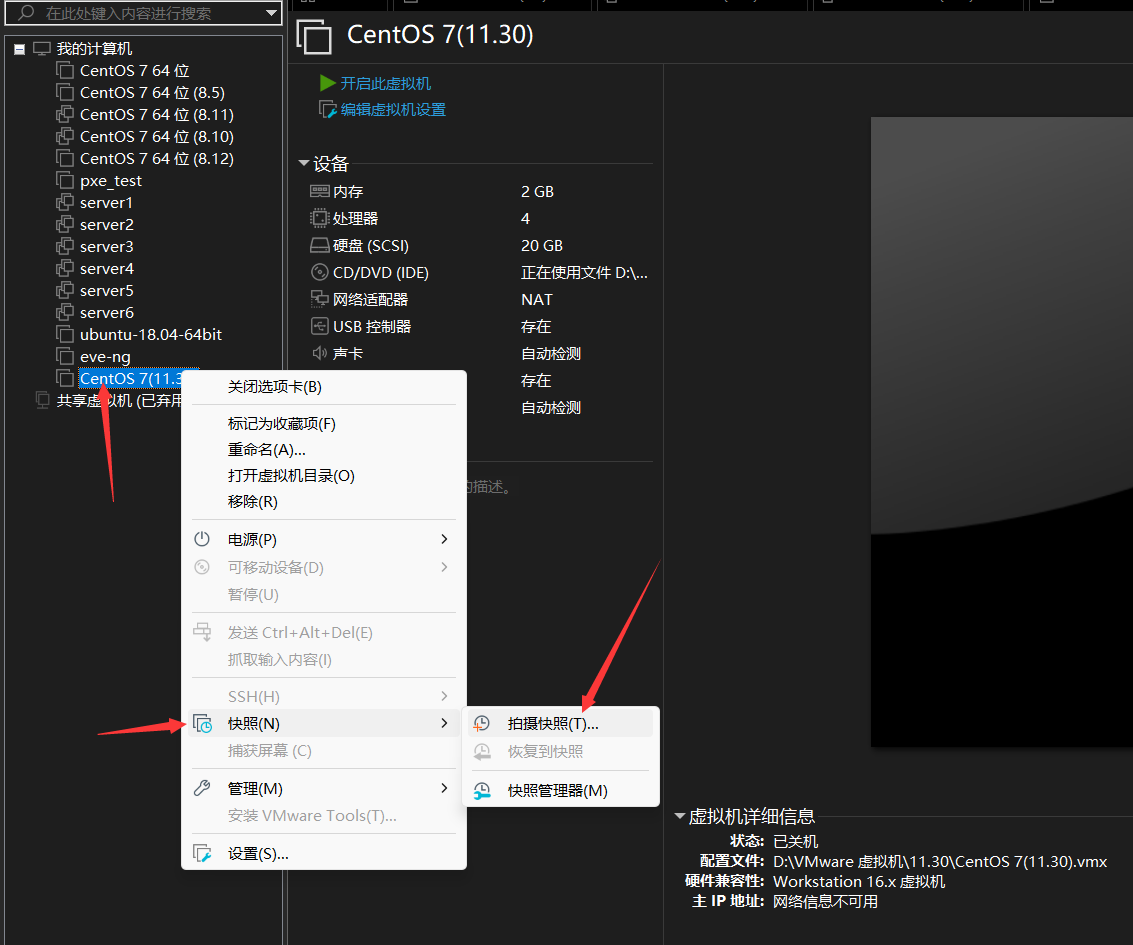 在此处键入内容进行搜索
我的计算机
CentOS 7 64 位
CentOS 7 64 位 (8.5)
CentOS 7 64 位 (8.11)
CentOS 7 64 位 (8.10)
CentOS 7 64 位 (8.12)
pxe_test
server1
server2
server3
server4
server5
server6
ubuntu-18.04-64bit
eve-ng
CentOS 7(11.3
共享虚拟机 (已弃用
CentOS 7(11.30)
开启此虚拟机
编辑虚拟机设置
设备
内存 2 GB
处理器 4
硬盘 (SCSI) 20 GB
CD/DVD (IDE) 正在使用文件 D:\...
网络适配器 NAT
USB 控制器 存在
声卡 自动检测
存在
自动检测
的描述。
关闭选项卡(B)
标记为收藏项(F)
重命名(A)...
打开虚拟机目录(O)
移除(R)
电源(P)
可移动设备(D)
暂停(U)
发送 Ctrl+Alt+Del(E)
抓取输入内容(I)
SSH(H)
快照(N)
捕获屏幕 (C)
管理(M)
安装 VMware Tools(T)...
设置(S)...
拍摄快照(T)...
恢复到快照
快照管理器(M)
虚拟机详细信息
状态: 已关机
配置文件: D:\VMware 虚拟机\11.30\CentOS 7(11.30).vmx
硬件兼容性: Workstation 16.x 虚拟机
主 IP 地址: 网络信息不可用